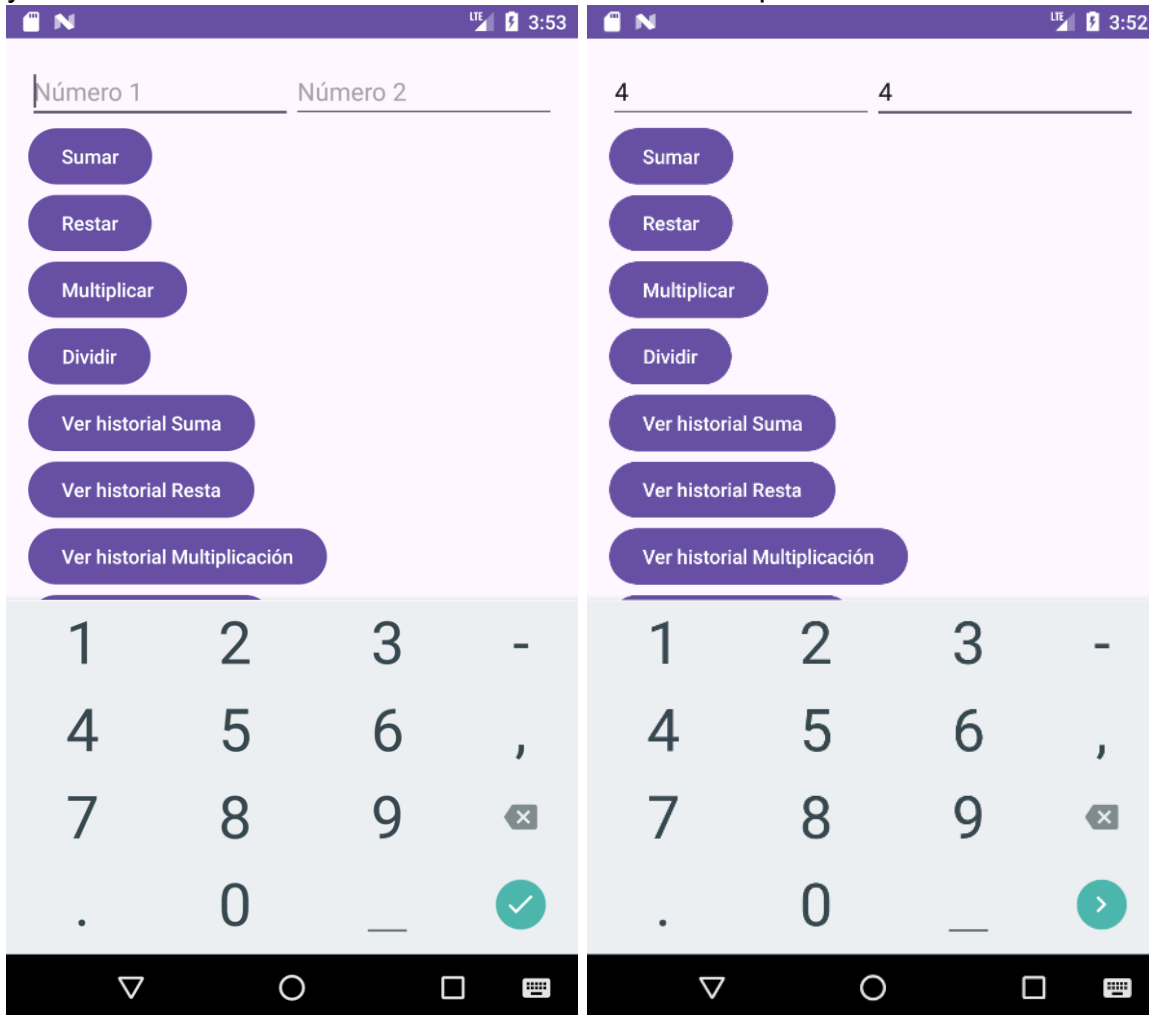 LTE 3:53
Número 1 Número 2
Sumar
Restar
Multiplicar
Dividir
Ver historial Suma
Ver historial Resta
Ver historial Multiplicación
1 2 3 -
4 5 6 ,
7 8 9
. 0 _
LTE 3:52
4 4
Sumar
Restar
Multiplicar
Dividir
Ver historial Suma
Ver historial Resta
Ver historial Multiplicación
1 2 3 -
4 5 6 ,
7 8 9
. 0 _